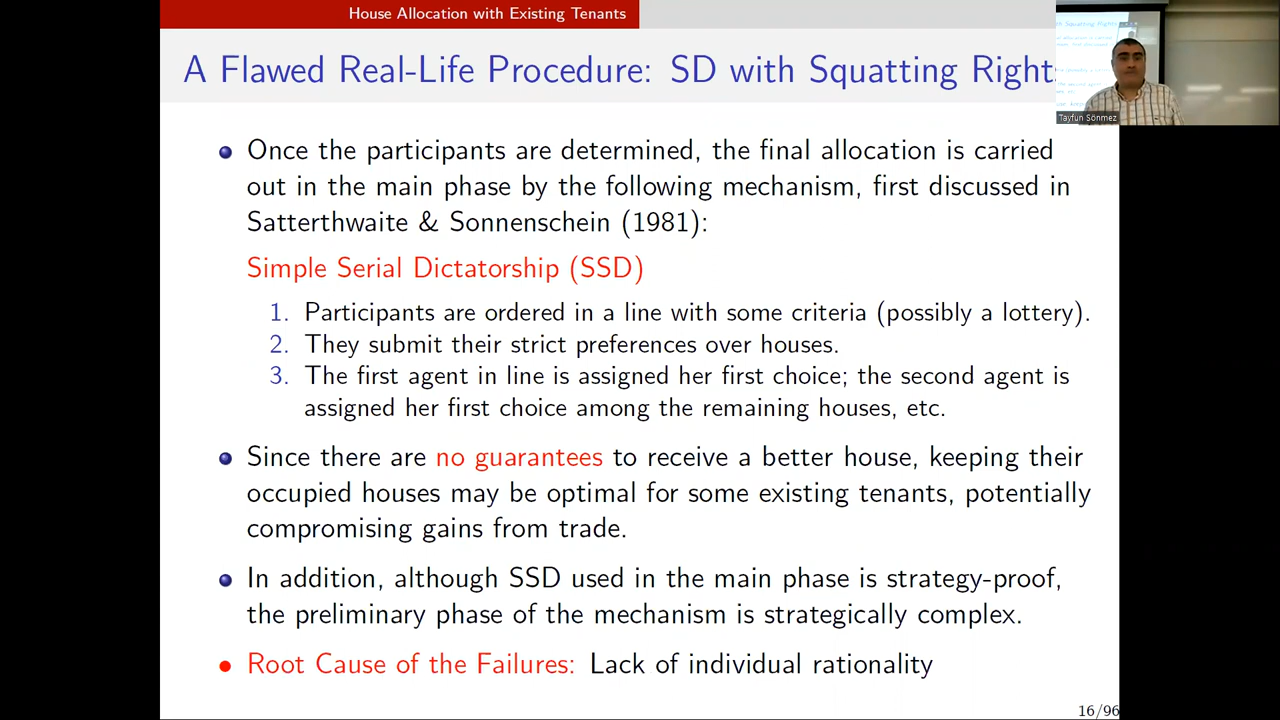 House Allocation with Existing Tenants
A Flawed Real-Life Procedure: SD with Squatting Right
Once the participants are determined, the final allocation is carried
out in the main phase by the following mechanism, first discussed in
Satterthwaite & Sonnenschein (1981):
Simple Serial Dictatorship (SSD)
1. Participants are ordered in a line with some criteria (possibly a lottery).
2. They submit their strict preferences over houses.
3. The first agent in line is assigned her first choice; the second agent is
assigned her first choice among the remaining houses, etc.
Since there are no guarantees to receive a better house, keeping their
occupied houses may be optimal for some existing tenants, potentially
compromising gains from trade.
In addition, although SSD used in the main phase is strategy-proof,
the preliminary phase of the mechanism is strategically complex.
Root Cause of the Failures: Lack of individual rationality
16/96
Tayfun Sönmez